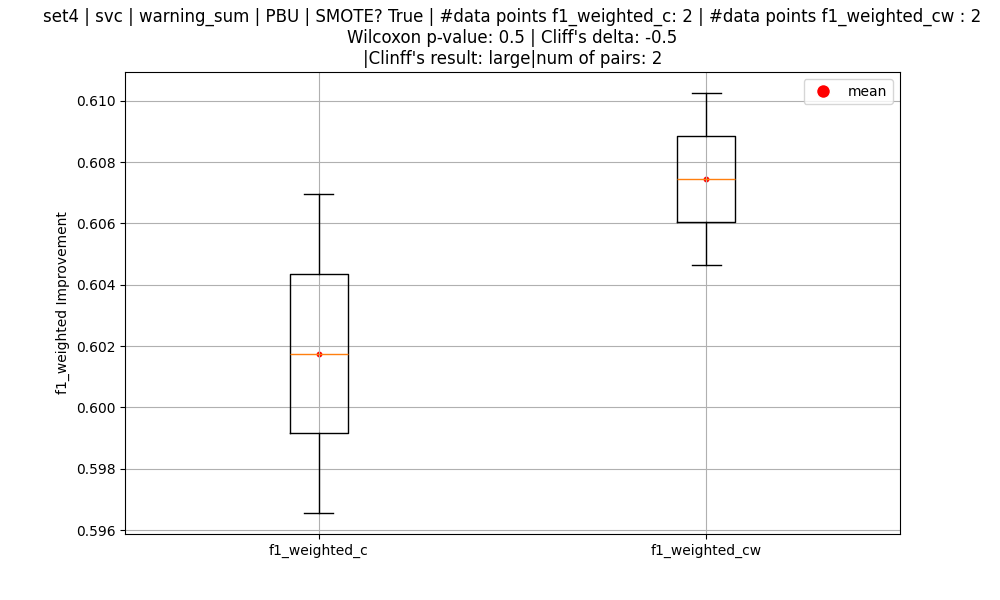 set4 | svc | warning_sum | PBU | SMOTE? True | #data points f1_weighted_c: 2 | #data points f1_weighted_cw : 2
Wilcoxon p-value: 0.5 | Cliff's delta: -0.5
|Clinff's result: large|num of pairs: 2
mean
0.610
0.608
0.606
0.604
0.602
0.600
0.598
0.596
f1_weighted Improvement
f1_weighted_c
f1_weighted_cw